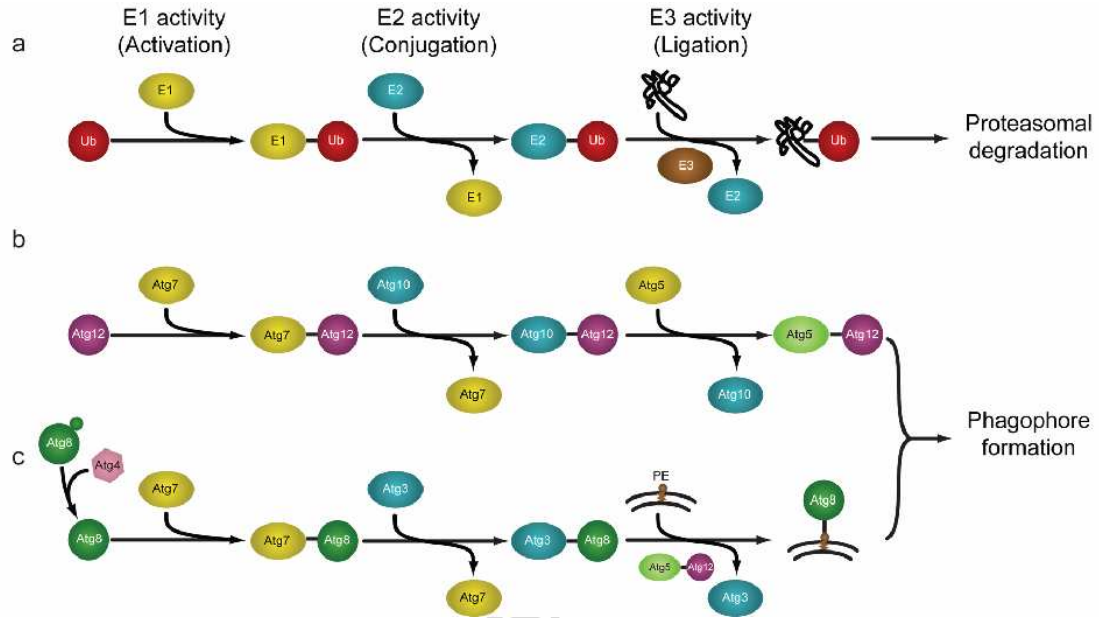 E1 activity
(Activation)
E2 activity
(Conjugation)
E3 activity
(Ligation)
a
E1
E2
Ub
E1
Ub
E2
Ub
E3
Ub
E1
E2
Proteasomal
degradation
b
Atg7
Atg10
Atg5
Atg12
Atg7
Atg12
Atg10
Atg12
Atg5
Atg12
Atg7
Atg10
Phagophore
formation
c
Atg8
Atg4
Atg7
Atg3
PE
Atg8
Atg8
Atg7
Atg8
Atg3
Atg8
Atg5
Atg12
Atg7
Atg3